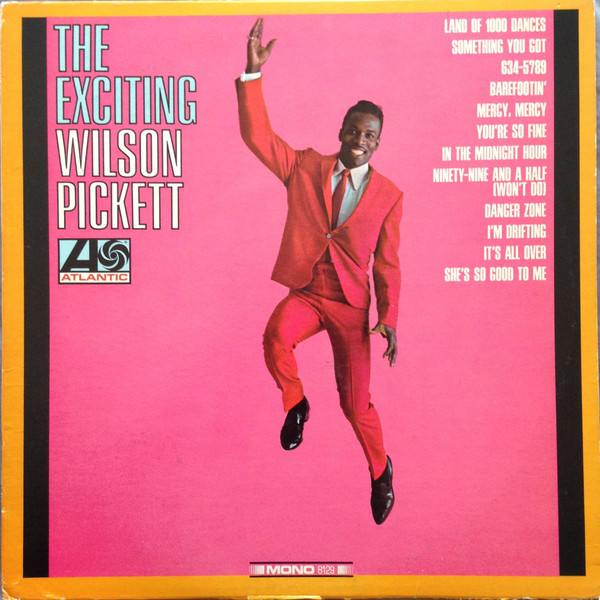 THE
EXCITING
WILSON
PICKETT
ATLANTIC
LAND OF 1000 DANCES
SOMETHING YOU GOT
634-5789
BAREFOOTIN'
MERCY, MERCY
YOU'RE SO FINE
IN THE MIDNIGHT HOUR
NINETY-NINE AND A HALF
(WON'T DO)
DANGER ZONE
I'M DRIFTING
IT'S ALL OVER
SHE'S SO GOOD TO ME
MONO 8129